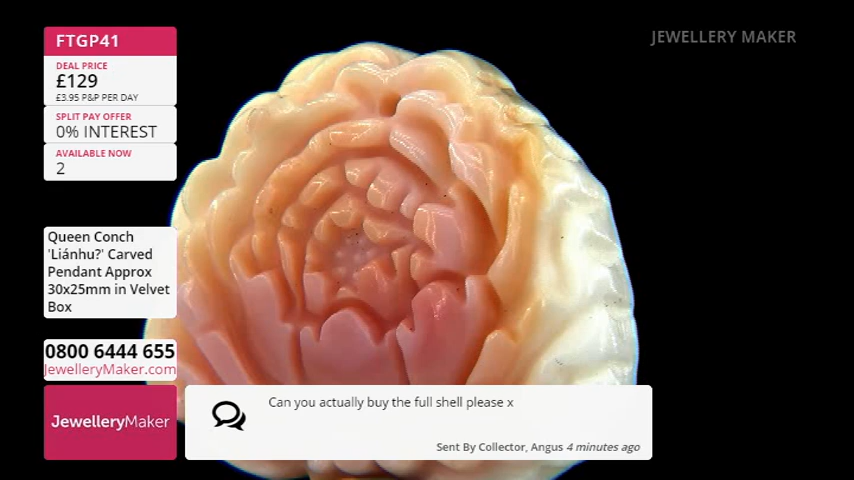 FTGP41
DEAL PRICE
£129
£3.95 P&P PER DAY
SPLIT PAY OFFER
0% INTEREST
AVAILABLE NOW
2
JEWELLERY MAKER
Queen Conch
'Liánhu?' Carved
Pendant Approx
30x25mm in Velvet
Box
0800 6444 655
JewelleryMaker.com
JewelleryMaker
Can you actually buy the full shell please x
Sent By Collector, Angus 4 minutes ago